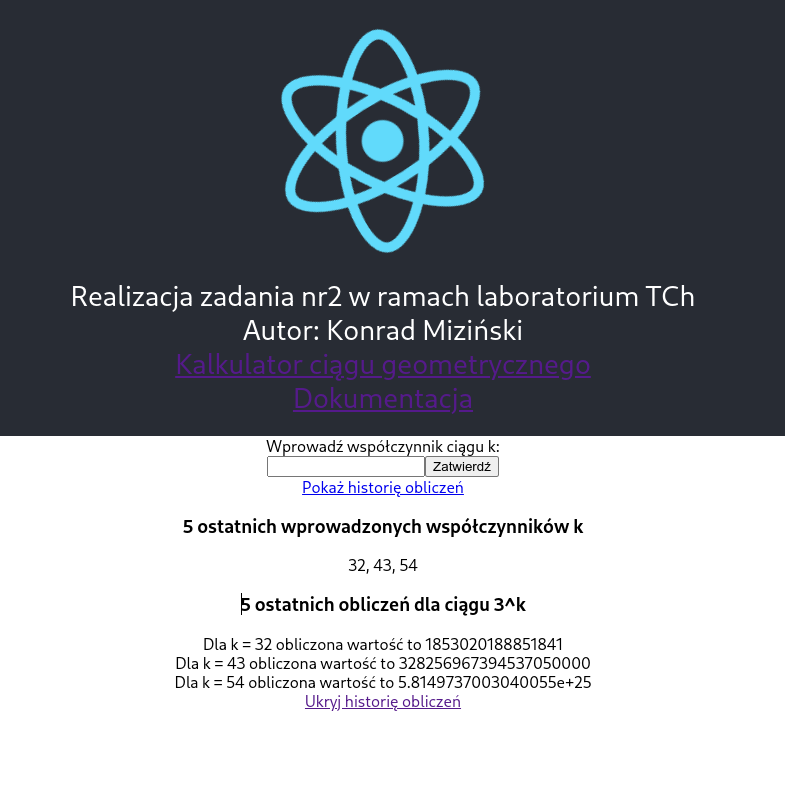 Realizacja zadania nr2 w ramach laboratorium TCh
Autor: Konrad Miziński
Kalkulator ciągu geometrycznego
Dokumentacja
Wprowadź współczynnik ciągu k:
Zatwierdź
Pokaż historię obliczeń
5 ostatnich wprowadzonych współczynników k
32, 43, 54
5 ostatnich obliczeń dla ciągu 3^k
Dla k = 32 obliczona wartość to 1853020188851841
Dla k = 43 obliczona wartość to 328256967394537050000
Dla k = 54 obliczona wartość to 5.8149737003040055e+25
Ukryj historię obliczeń